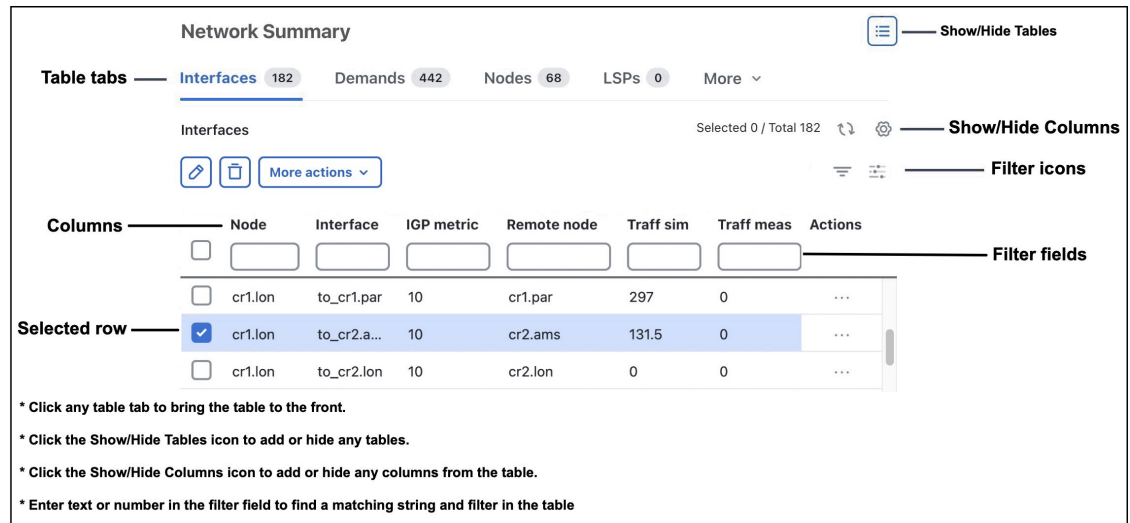 Network Summary
Show/Hide Tables
Table tabs
Interfaces 182 Demands 442 Nodes 68 LSPs 0 More
Interfaces
Selected 0 / Total 182
Show/Hide Columns
More actions
Filter icons
Columns
Node Interface IGP metric Remote node Traff sim Traff meas Actions
Filter fields
cr1.lon to_cr1.par 10 cr1.par 297 0 ...
Selected row
cr1.lon to_cr2.a... 10 cr2.ams 131.5 0 ...
cr1.lon to_cr2.lon 10 cr2.lon 0 0 ...
* Click any table tab to bring the table to the front.
* Click the Show/Hide Tables icon to add or hide any tables.
* Click the Show/Hide Columns icon to add or hide any columns from the table.
* Enter text or number in the filter field to find a matching string and filter in the table